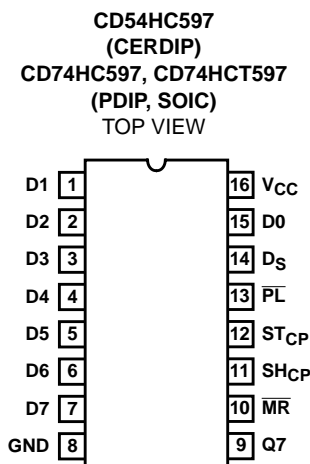 CD54HC597
(CERDIP)
CD74HC597, CD74HCT597
(PDIP, SOIC)
TOP VIEW
D1 1 16 VCC
D2 2 15 D0
D3 3 14 DS
D4 4 13 P̅L̅
D5 5 12 STCP
D6 6 11 SHCP
D7 7 10 M̅R̅
GND 8 9 Q7